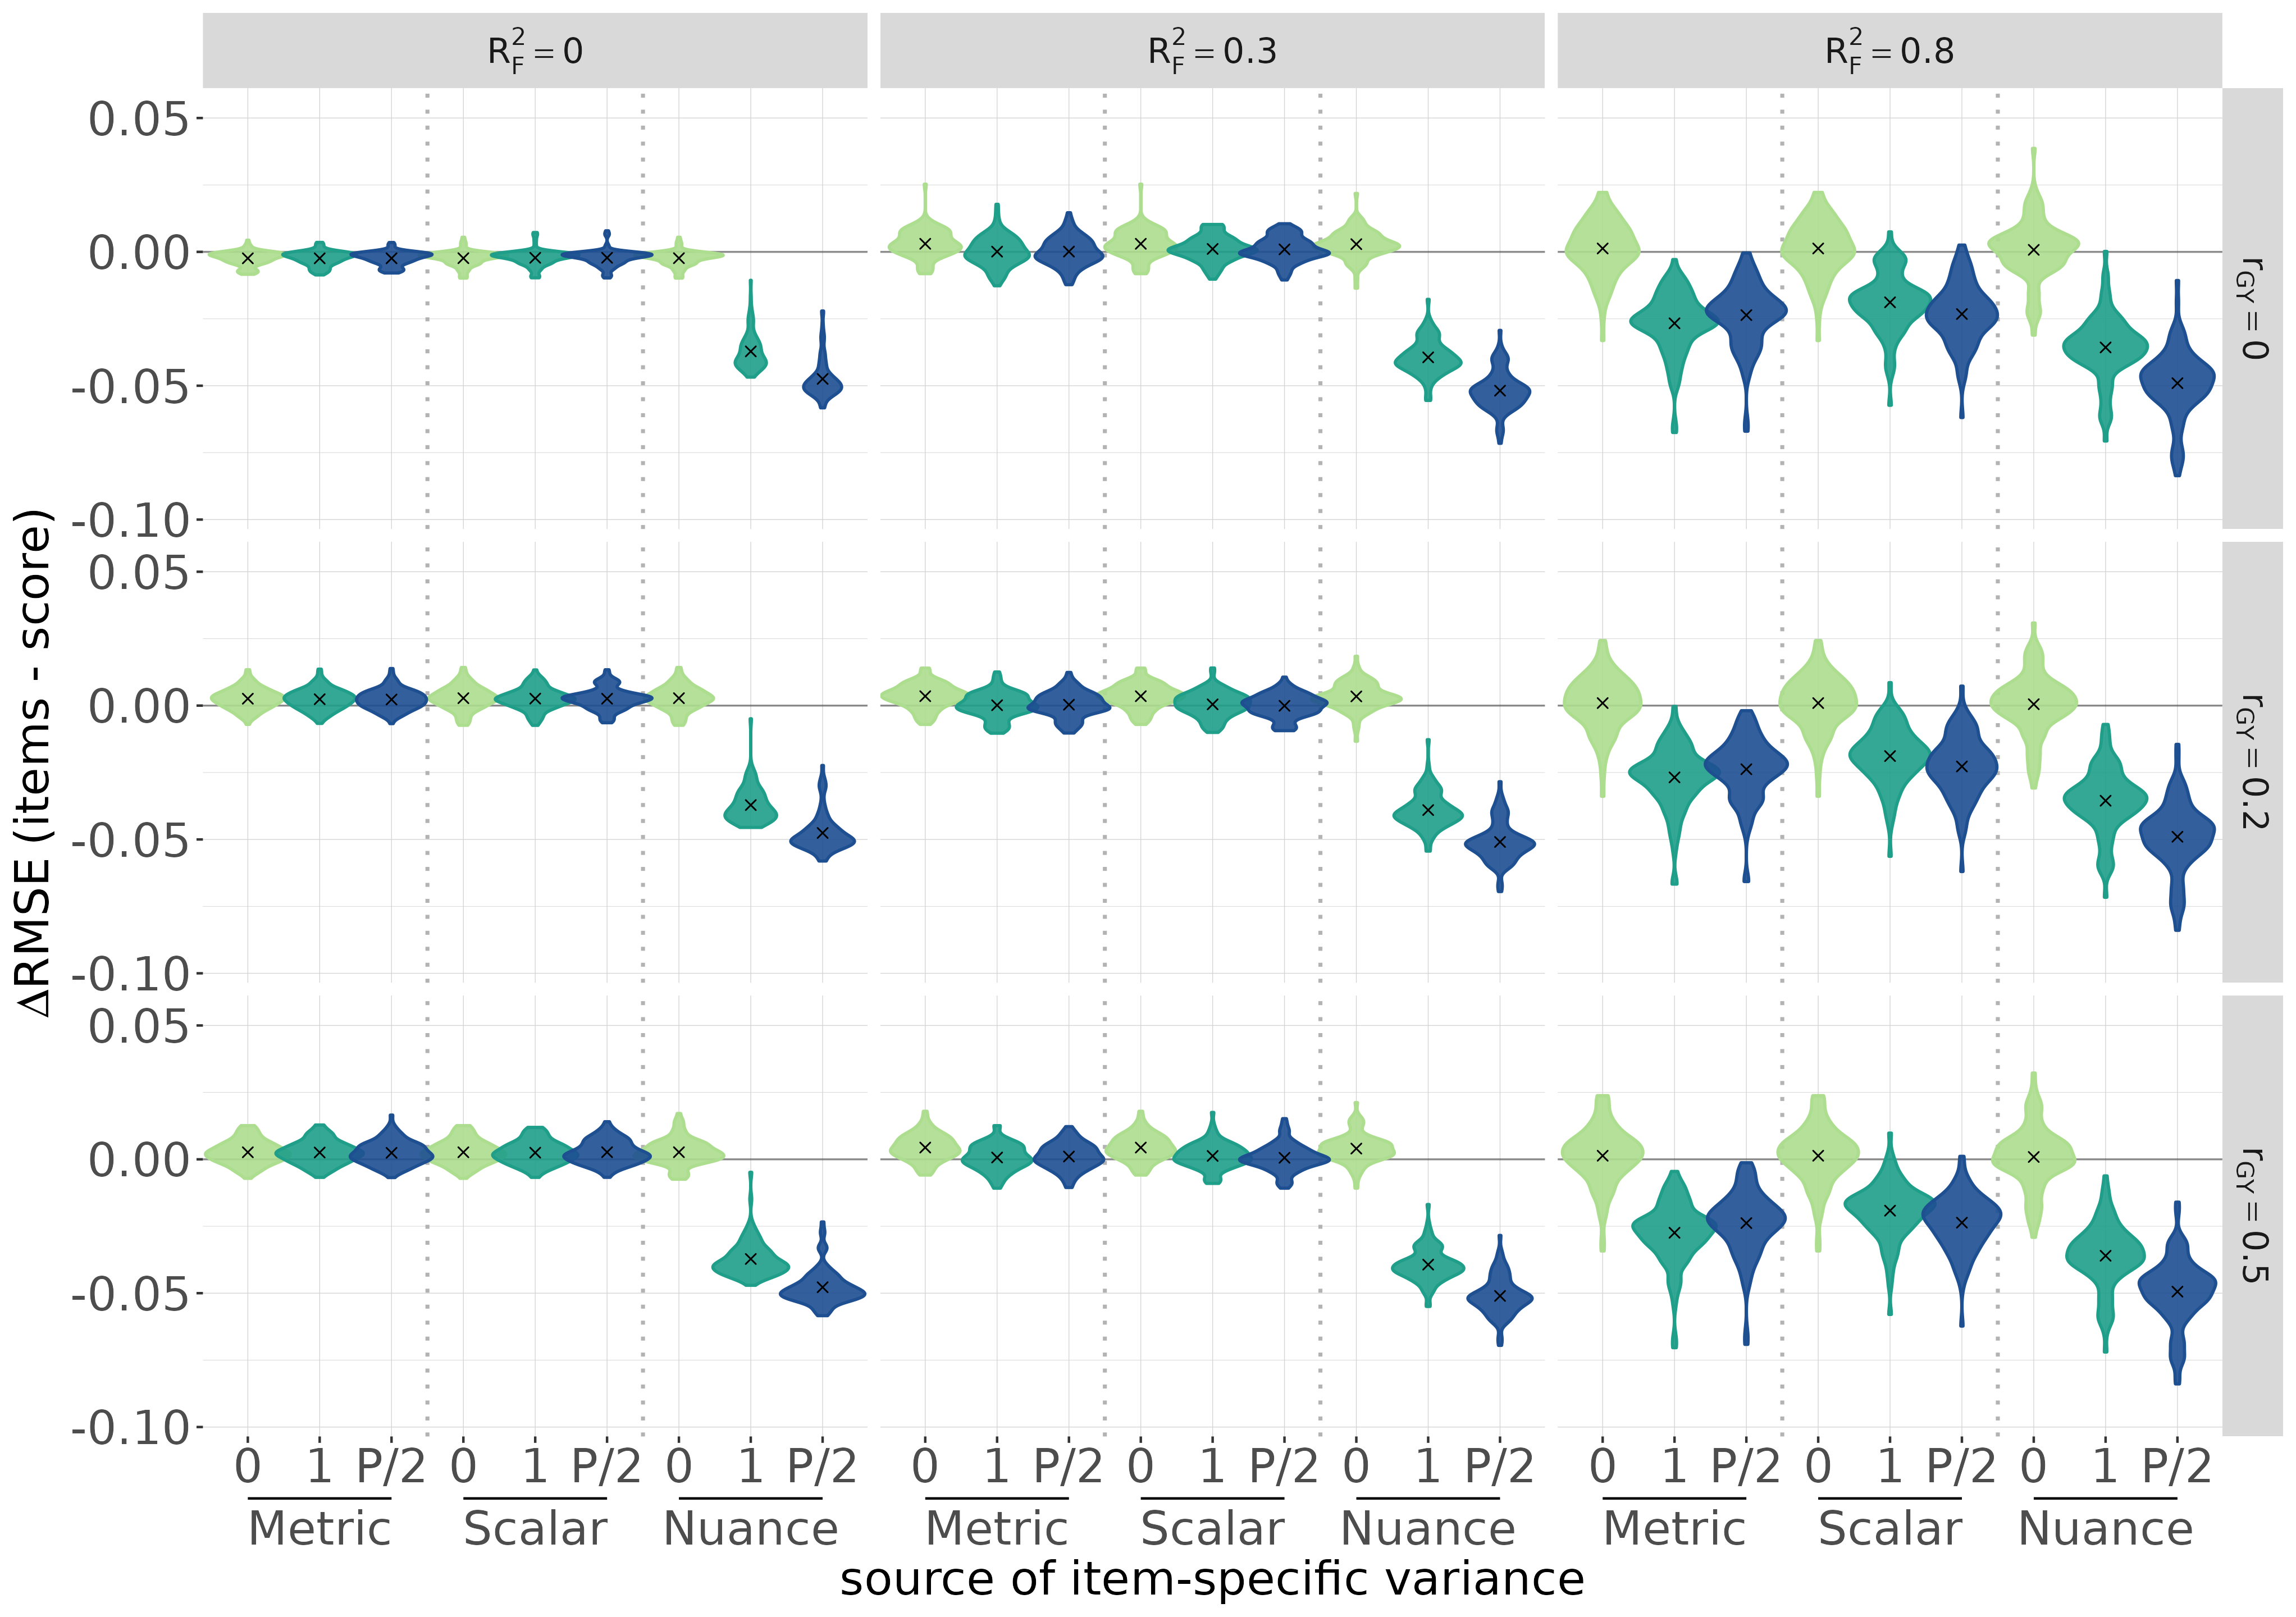 R²F = 0 R²F = 0.3 R²F = 0.8
0.05
0.00
-0.05
-0.10
rGY = 0
0.05
0.00
-0.05
-0.10
rGY = 0.2
0.05
0.00
-0.05
-0.10
rGY = 0.5
ΔRMSE (items - score)
0 1 P/2 0 1 P/2 0 1 P/2 0 1 P/2 0 1 P/2 0 1 P/2 0 1 P/2 0 1 P/2 0 1 P/2
Metric Scalar Nuance Metric Scalar Nuance Metric Scalar Nuance
source of item-specific variance